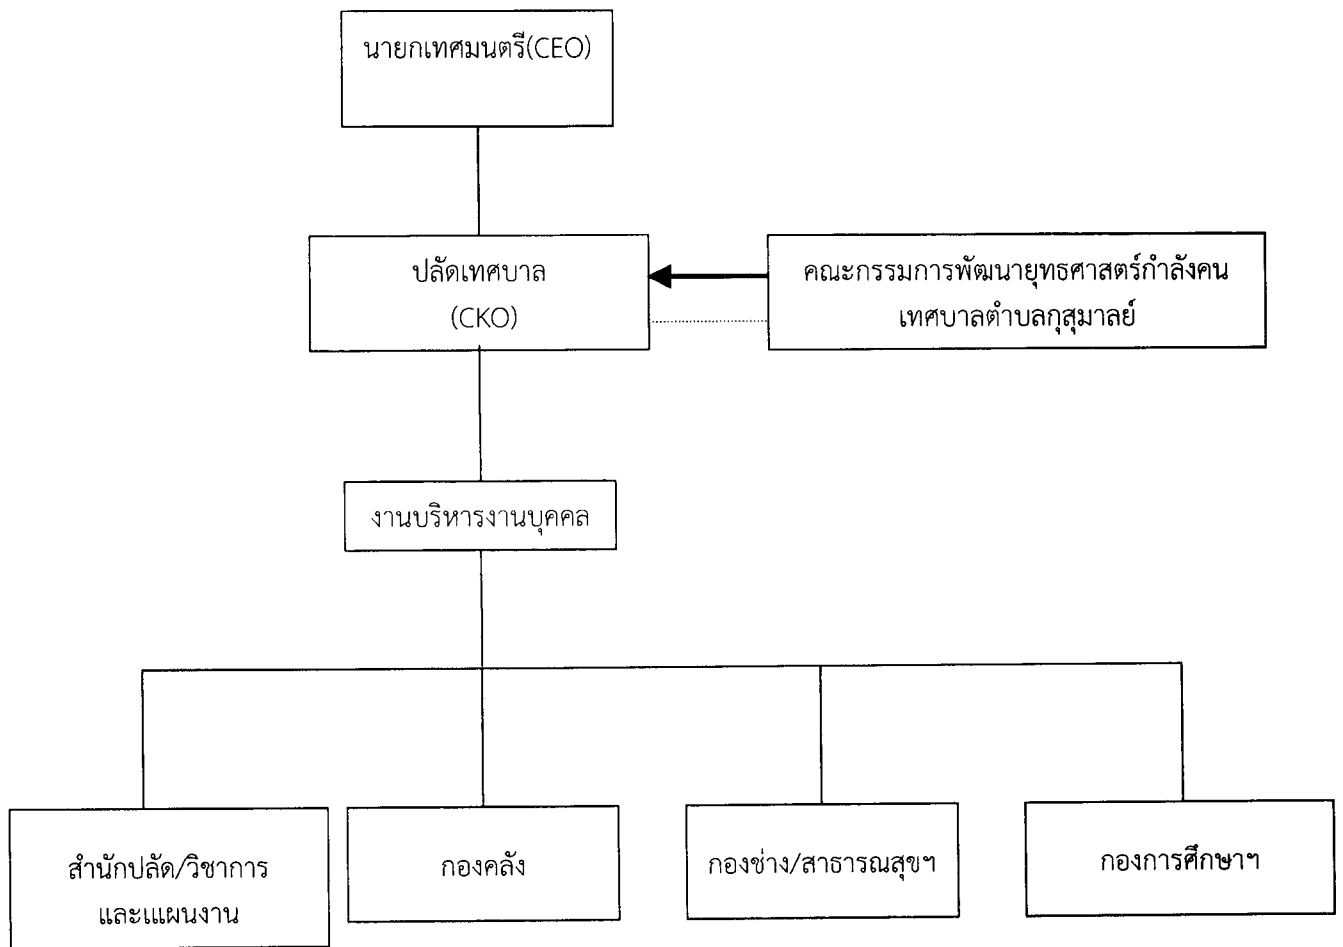 นายกเทศมนตรี(CEO)
ปลัดเทศบาล
(CKO)
คณะกรรมการพัฒนายุทธศาสตร์กำลังคน
เทศบาลตำบลกุสุมาลย์
งานบริหารงานบุคคล
สำนักปลัด/วิชาการ
และแผนงาน
กองคลัง
กองช่าง/สาธารณสุขฯ
กองการศึกษาฯ